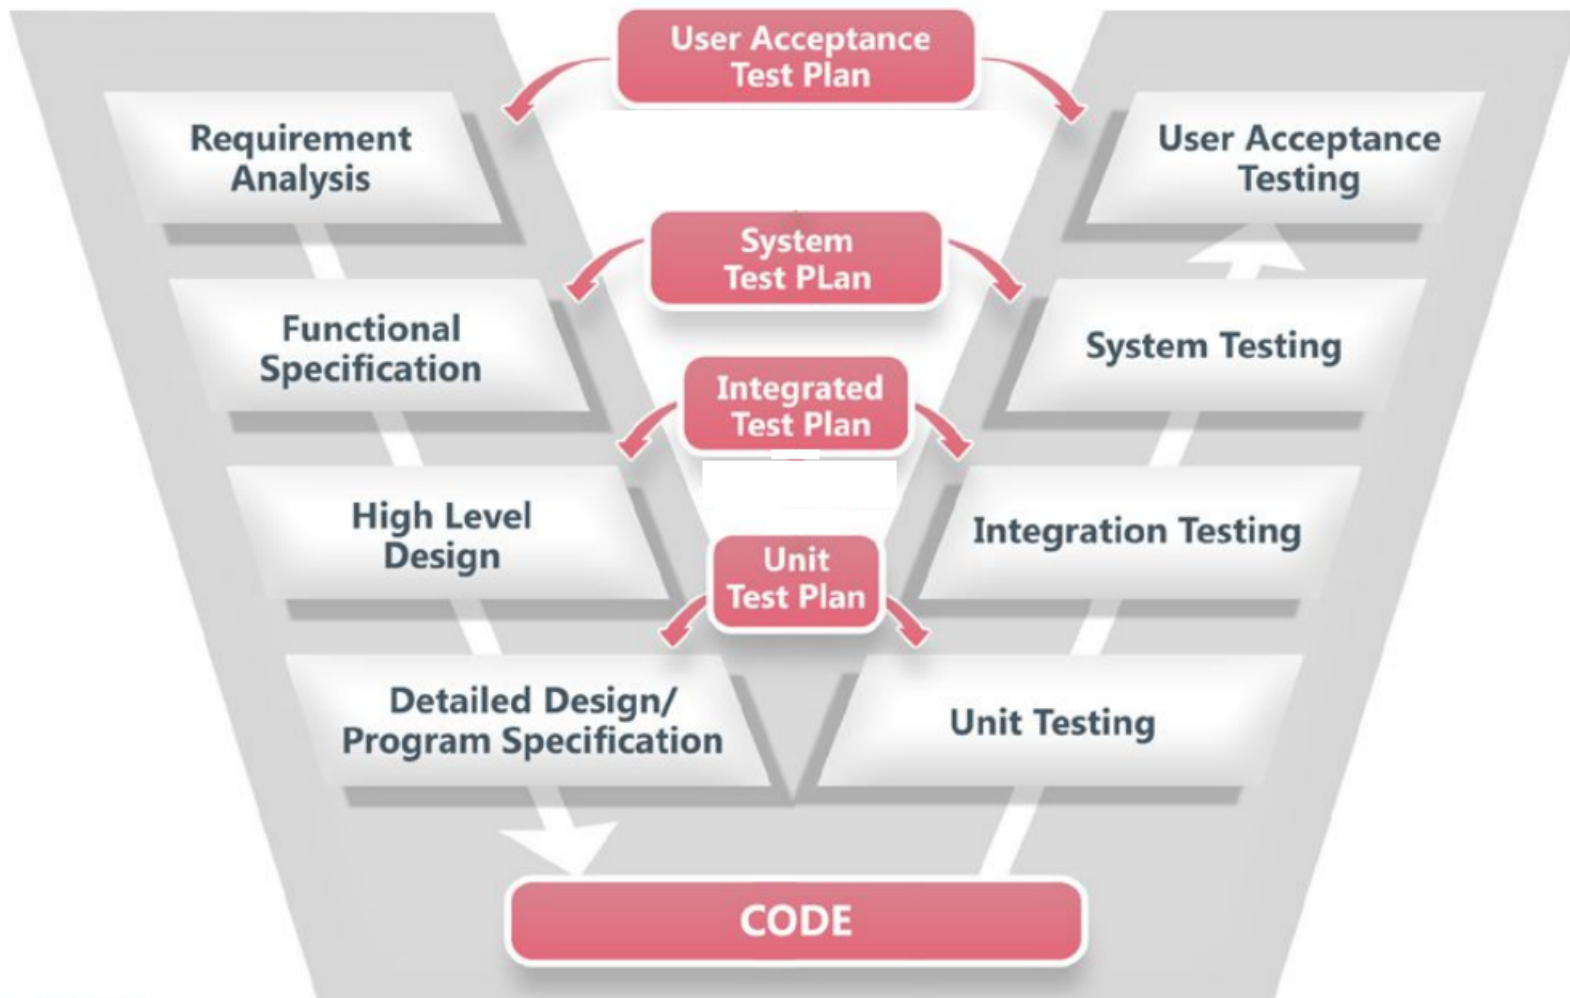 User Acceptance
Test Plan
Requirement
Analysis
User Acceptance
Testing
System
Test PLan
Functional
Specification
System Testing
Integrated
Test Plan
High Level
Design
Integration Testing
Unit
Test Plan
Detailed Design/
Program Specification
Unit Testing
CODE